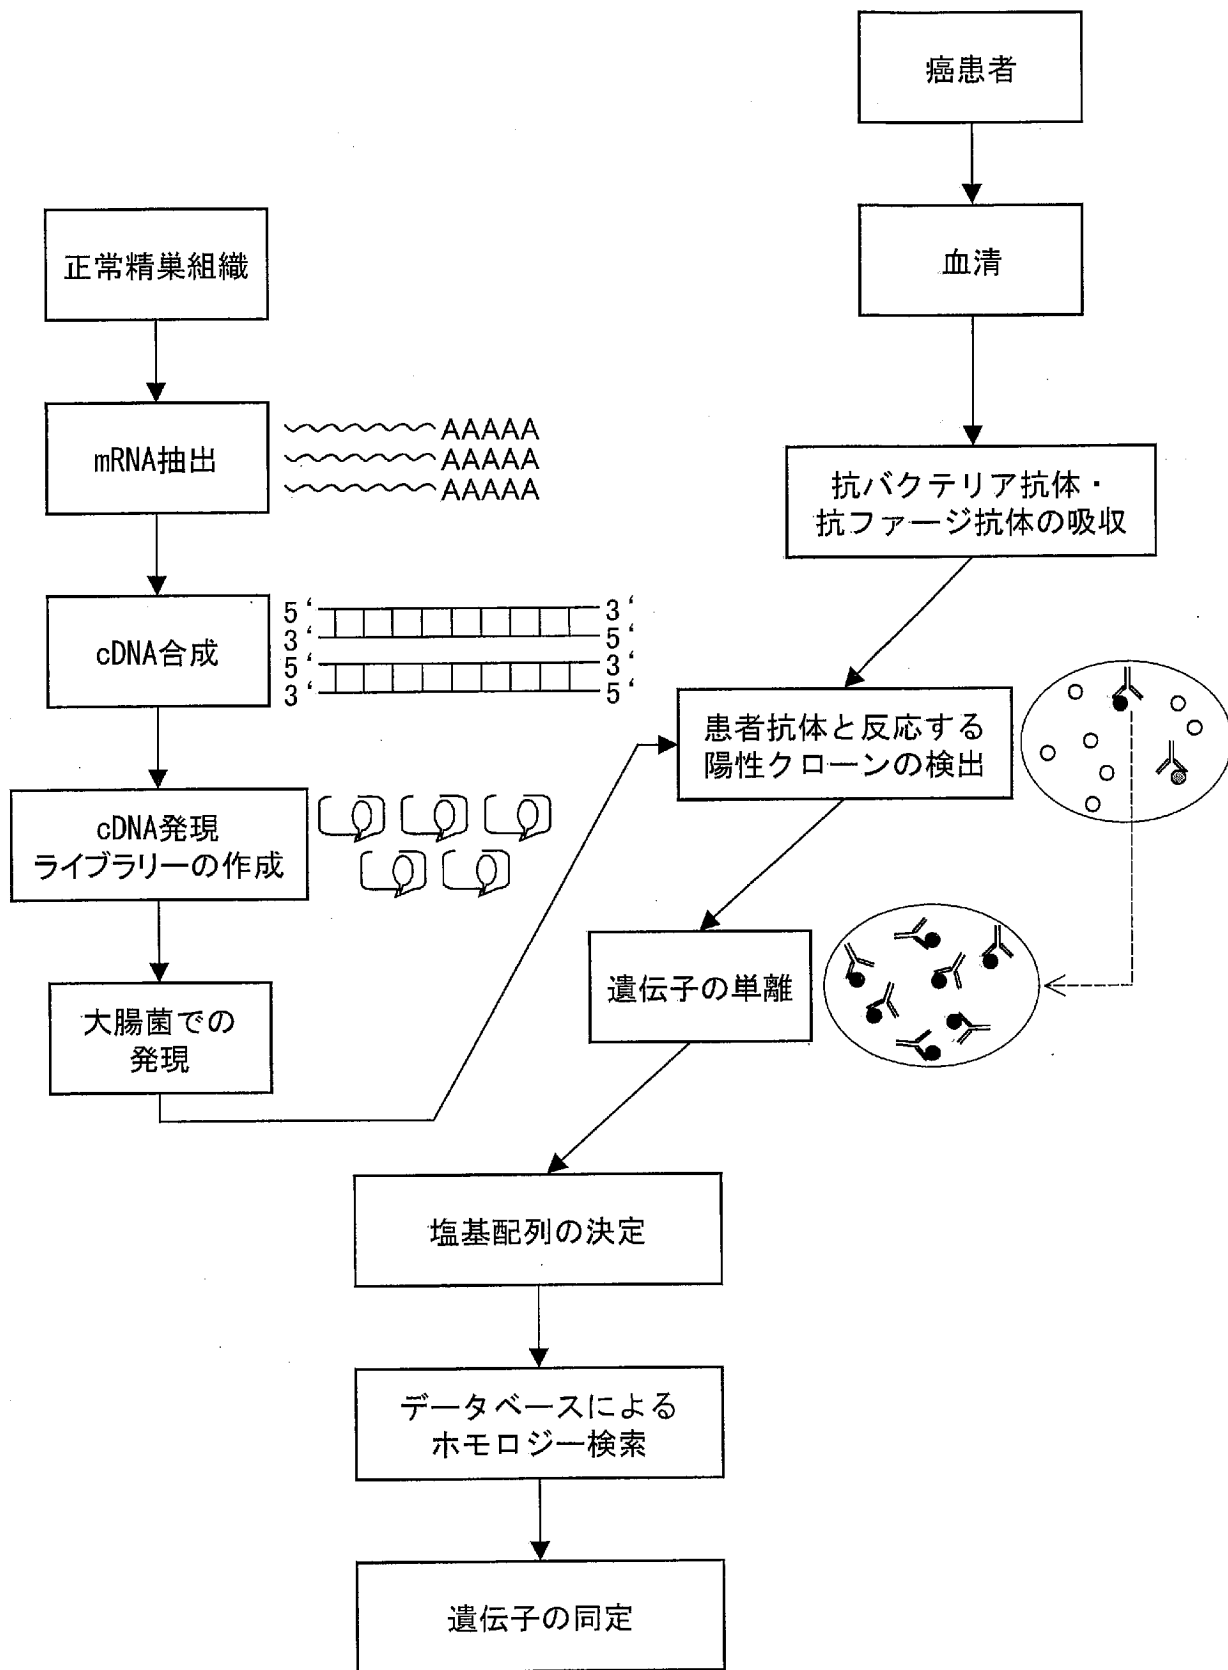 癌患者
血清
抗バクテリア抗体・
抗ファージ抗体の吸収
正常精巣組織
mRNA抽出
AAAAA
AAAAA
AAAAA
cDNA合成
5‘ 3‘
3‘ 5‘
5‘ 3‘
3‘ 5‘
cDNA発現
ライブラリーの作成
大腸菌での
発現
患者抗体と反応する
陽性クローンの検出
遺伝子の単離
塩基配列の決定
データベースによる
ホモロジー検索
遺伝子の同定